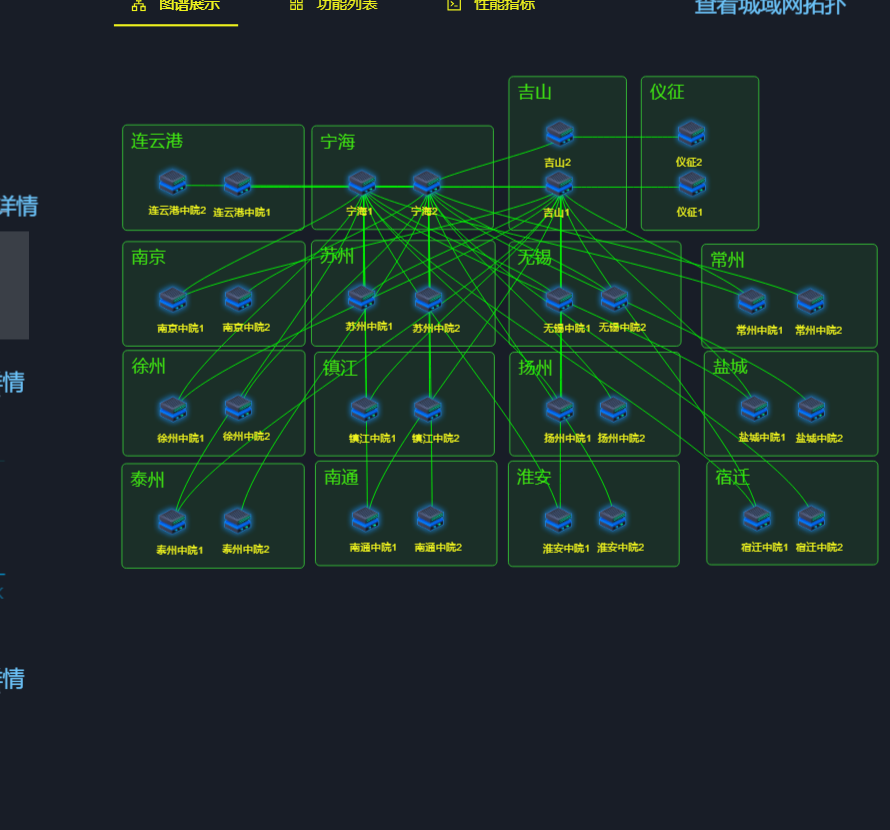 图谱展示 功能列表 性能指标 查看城域网拓扑
吉山 仪征
连云港 宁海
吉山2 仪征2
连云港中院2 连云港中院1 宁海1 宁海2 吉山1 仪征1
详情
南京 苏州 无锡 常州
南京中院1 南京中院2 苏州中院1 苏州中院2 无锡中院1 无锡中院2 常州中院1 常州中院2
徐州 镇江 扬州 盐城
情
徐州中院1 徐州中院2 镇江中院1 镇江中院2 扬州中院1 扬州中院2 盐城中院1 盐城中院2
泰州 南通 淮安 宿迁
泰州中院1 泰州中院2 南通中院1 南通中院2 淮安中院1 淮安中院2 宿迁中院1 宿迁中院2
情